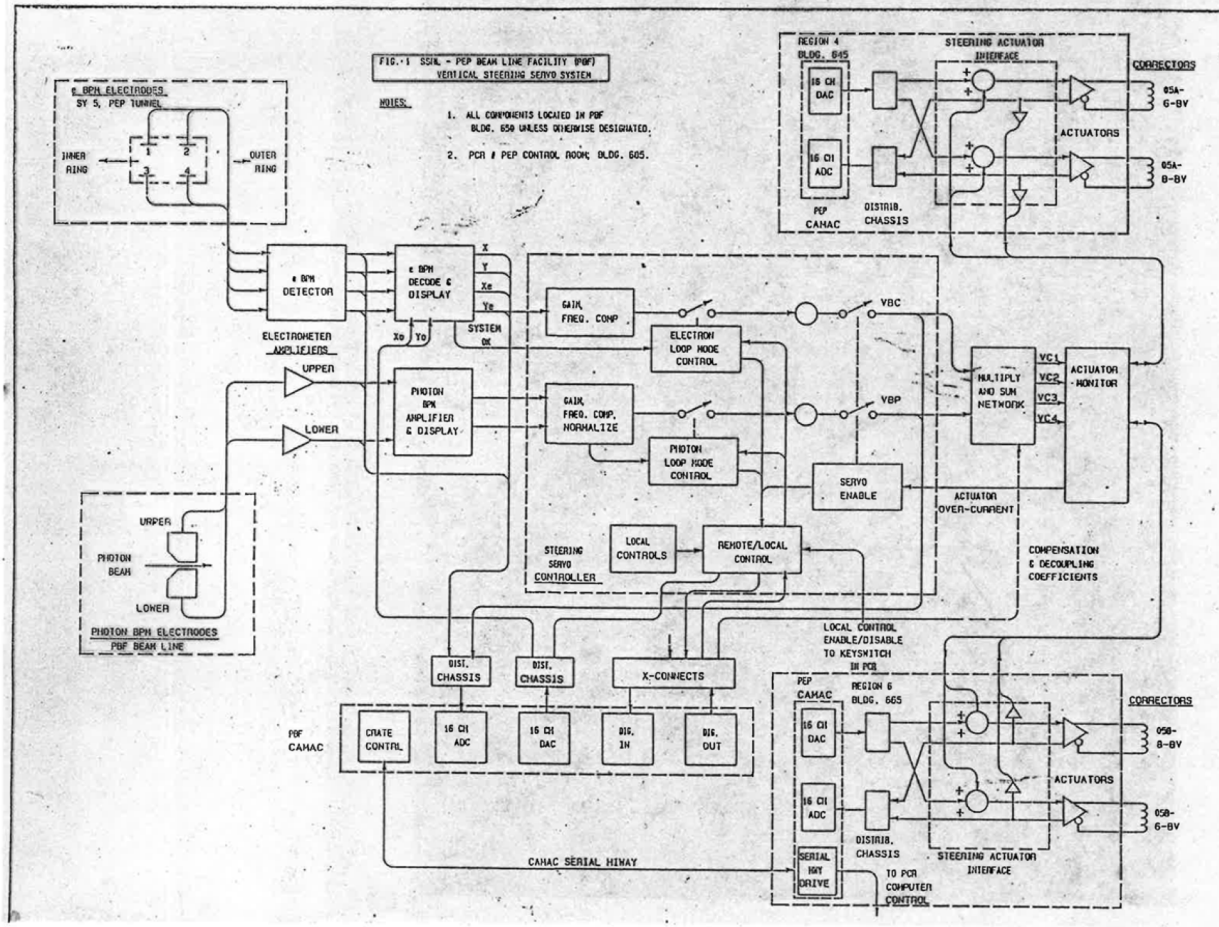 FIG. 1 SSRL - PEP BEAM LINE FACILITY (PBF)
VERTICAL STEERING SERVO SYSTEM
NOTES:
1. ALL COMPONENTS LOCATED IN PBF
BLDG. 650 UNLESS OTHERWISE DESIGNATED.
2. PCR # PEP CONTROL ROOM, BLDG. 605.
e BPM ELECTRODES
SY 5, PEP TUNNEL
INNER
RING
1 2
3 4
OUTER
RING
REGION 4
BLDG. 645
STEERING ACTUATOR
INTERFACE
CORRECTORS
16 CH
DAC
+
+
05A-
6-BV
ACTUATORS
16 CH
ADC
+
+
05A-
8-BV
PEP
CAMAC
DISTRIB.
CHASSIS
e BPM
DETECTOR
e BPM
DECODE &
DISPLAY
X
Y
Xe
Ye
Xo Yo
SYSTEM
OK
GAIN,
FREQ. COMP
ELECTRON
LOOP MODE
CONTROL
VBC
ELECTROMETER
AMPLIFIERS
UPPER
LOWER
PHOTON
BPM
AMPLIFIER
& DISPLAY
GAIN,
FREQ. COMP,
NORMALIZE
PHOTON
LOOP MODE
CONTROL
VBP
SERVO
ENABLE
MULTIPLY
AND SUM
NETWORK
VC1
VC2
VC3
VC4
ACTUATOR
MONITOR
ACTUATOR
OVER-CURRENT
UPPER
PHOTON
BEAM
LOWER
PHOTON BPM ELECTRODES
PBF BEAM LINE
STEERING
SERVO
CONTROLLER
LOCAL
CONTROLS
REMOTE/LOCAL
CONTROL
COMPENSATION
& DECOUPLING
COEFFICIENTS
LOCAL CONTROL
ENABLE/DISABLE
TO KEYSWITCH
IN PCR
DIST.
CHASSIS
DIST.
CHASSIS
X-CONNECTS
PBF
CAMAC
CRATE
CONTRL
16 CH
ADC
16 CH
DAC
DIG.
IN
DIG.
OUT
CAMAC SERIAL HIWAY
PEP
CAMAC
REGION 6
BLDG. 665
CORRECTORS
16 CH
DAC
+
+
05B-
8-BV
ACTUATORS
16 CH
ADC
+
+
05B-
6-BV
DISTRIB.
CHASSIS
STEERING ACTUATOR
INTERFACE
SERIAL
HWY
DRIVE
TO PCR
COMPUTER
CONTROL